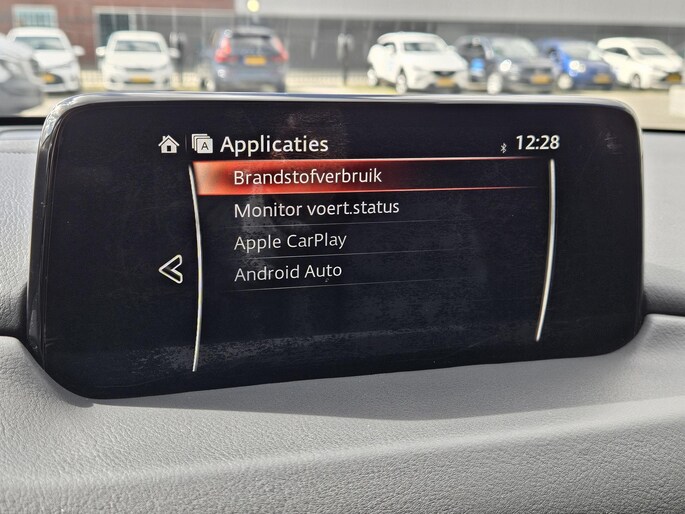 A Applicaties 12:28
Brandstofverbruik
Monitor voert.status
Apple CarPlay
Android Auto